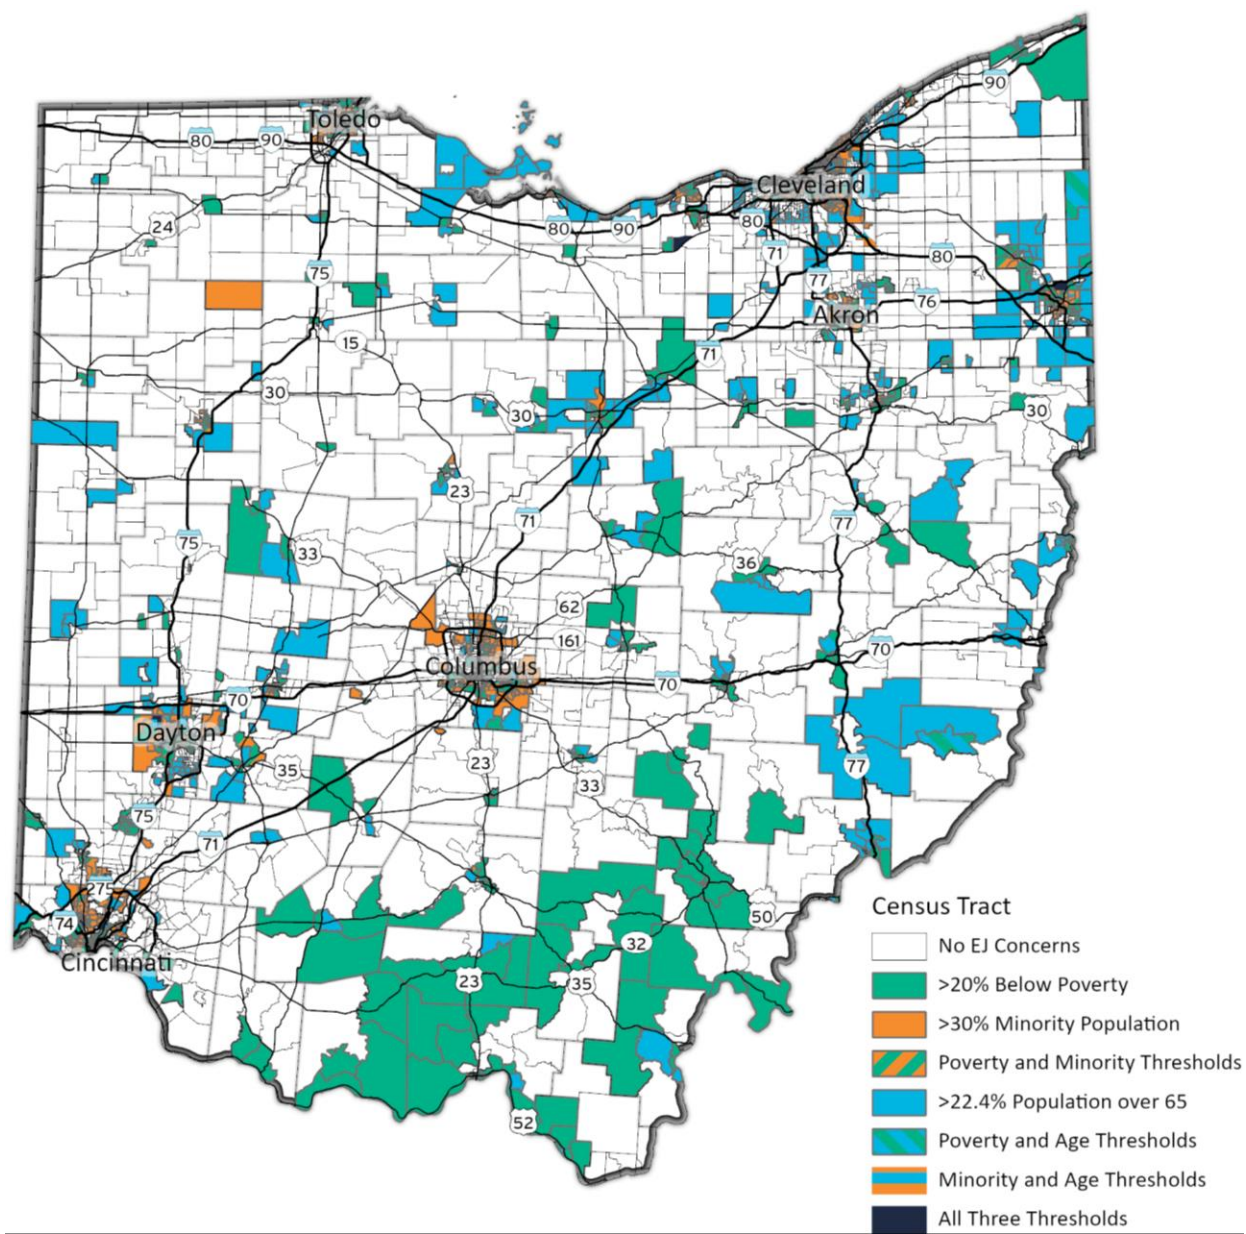 90
Toledo
80
90
Cleveland
24
80
90
80
71
80
75
77
76
Akron
15
71
30
30
30
23
71
77
75
33
36
62
161
70
Columbus
70
70
Dayton
35
23
33
77
75
71
275
74
50
Cincinnati
32
23
35
52
Census Tract
No EJ Concerns
>20% Below Poverty
>30% Minority Population
Poverty and Minority Thresholds
>22.4% Population over 65
Poverty and Age Thresholds
Minority and Age Thresholds
All Three Thresholds